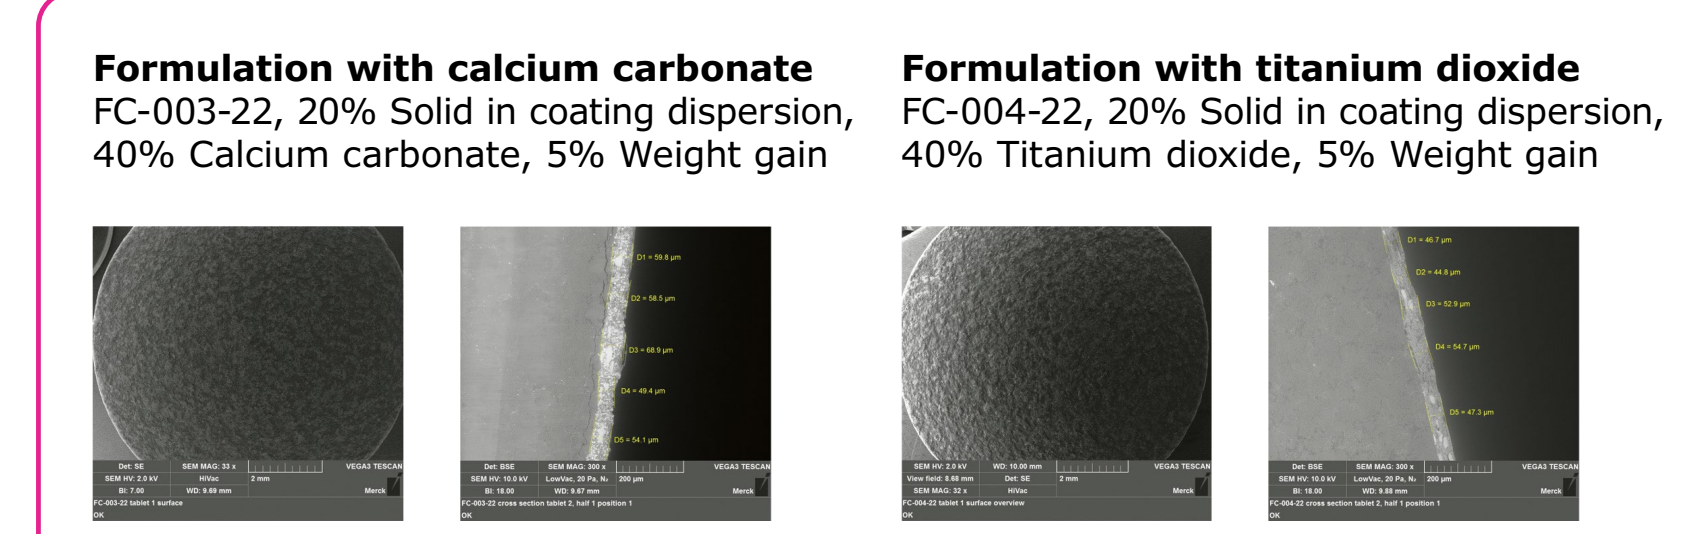 Formulation with calcium carbonate
FC-003-22, 20% Solid in coating dispersion,
40% Calcium carbonate, 5% Weight gain
Formulation with titanium dioxide
FC-004-22, 20% Solid in coating dispersion,
40% Titanium dioxide, 5% Weight gain
Det: SE SEM MAG: 33 x VEGA3 TESCAN
SEM HV: 2.0 kV HiVac 2 mm
BI: 7.00 WD: 9.69 mm Merck
FC-003-22 tablet 1 surface
OK
D1 = 59.8 µm
D2 = 58.5 µm
D3 = 68.9 µm
D4 = 49.4 µm
D5 = 54.1 µm
Det: BSE SEM MAG: 300 x VEGA3 TESCAN
SEM HV: 10.0 kV LowVac, 20 Pa, N₂ 200 µm
BI: 18.00 WD: 9.67 mm Merck
FC-003-22 cross section tablet 2, half 1 position 1
OK
SEM HV: 2.0 kV WD: 10.00 mm VEGA3 TESCAN
View field: 8.68 mm Det: SE 2 mm
SEM MAG: 32 x HiVac Merck
FC-004-22 tablet 1 surface overview
OK
D1 = 46.7 µm
D2 = 44.8 µm
D3 = 52.9 µm
D4 = 54.7 µm
D5 = 47.3 µm
Det: BSE SEM MAG: 300 x VEGA3 TESCAN
SEM HV: 10.0 kV LowVac, 20 Pa, N₂ 200 µm
BI: 18.00 WD: 9.88 mm Merck
FC-004-22 cross section tablet 2, half 1 position 1
OK